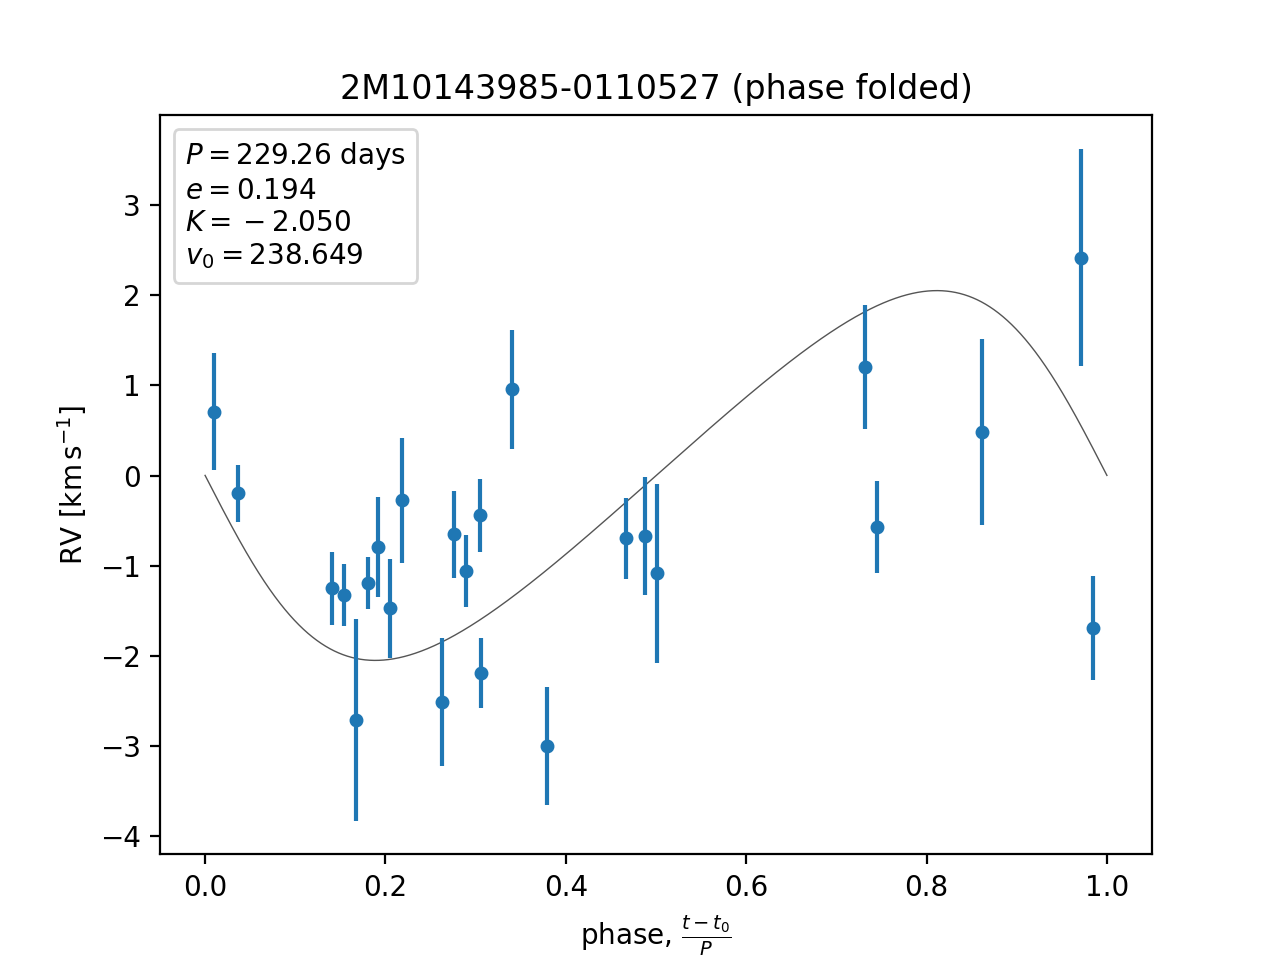 2M10143985-0110527 (phase folded)
P = 229.26 days
e = 0.194
K = −2.050
v₀ = 238.649
3
2
1
0
−1
−2
−3
−4
RV [km s⁻¹]
0.0 0.2 0.4 0.6 0.8 1.0
phase, (t − t₀)/P